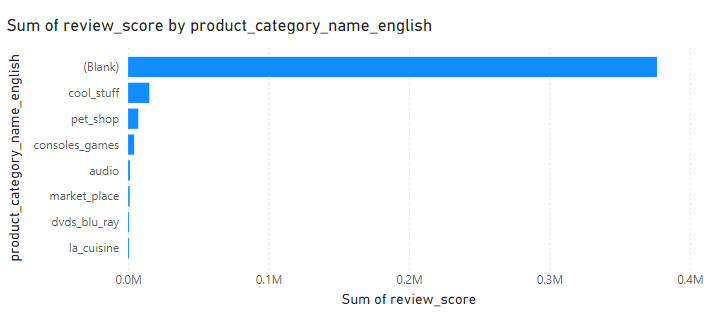 Sum of review_score by product_category_name_english
product_category_name_english
(Blank)
cool_stuff
pet_shop
consoles_games
audio
market_place
dvds_blu_ray
la_cuisine
0.0M 0.1M 0.2M 0.3M 0.4M
Sum of review_score